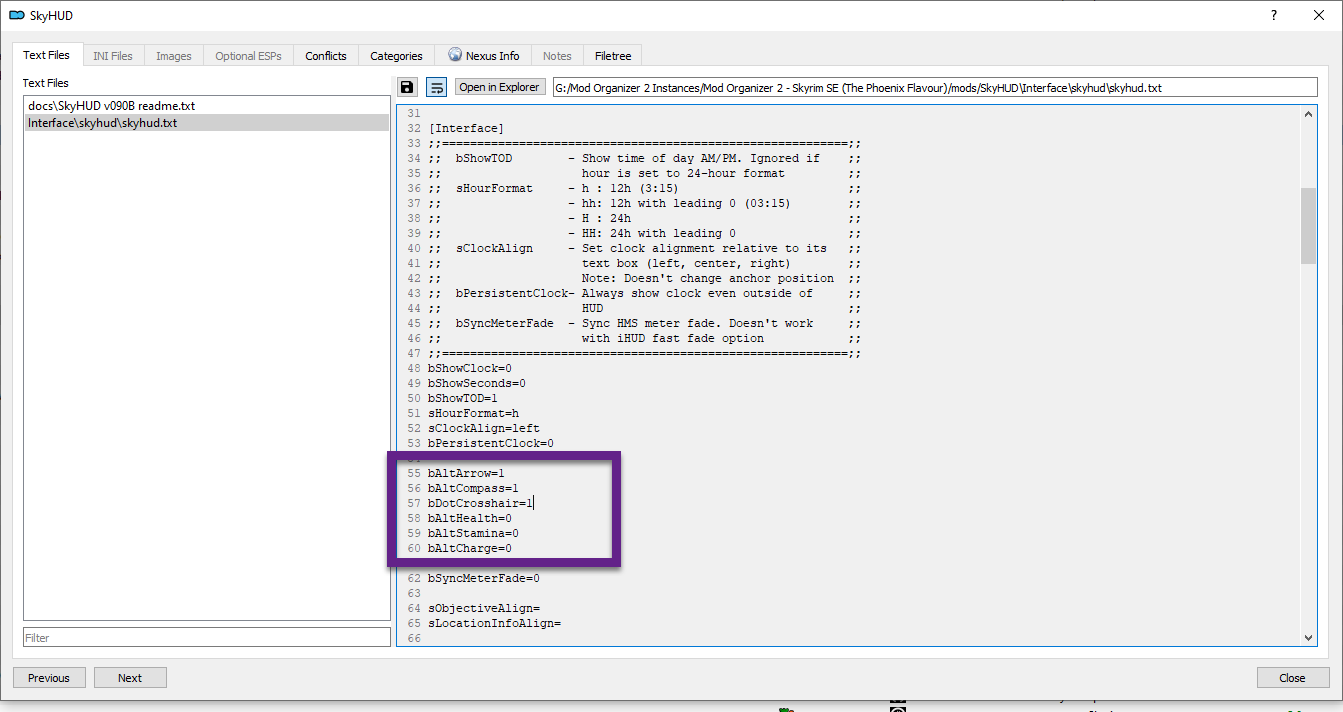 SkyHUD
?
Text Files INI Files Images Optional ESPs Conflicts Categories Nexus Info Notes Filetree
Text Files
Open in Explorer G:/Mod Organizer 2 Instances/Mod Organizer 2 - Skyrim SE (The Phoenix Flavour)/mods/SkyHUD\Interface\skyhud\skyhud.txt
docs\SkyHUD v090B readme.txt
Interface\skyhud\skyhud.txt
31
32 [Interface]
33 ;;==========================================================;;
34 ;; bShowTOD - Show time of day AM/PM. Ignored if ;;
35 ;; hour is set to 24-hour format ;;
36 ;; sHourFormat - h : 12h (3:15) ;;
37 ;; - hh: 12h with leading 0 (03:15) ;;
38 ;; - H : 24h ;;
39 ;; - HH: 24h with leading 0 ;;
40 ;; sClockAlign - Set clock alignment relative to its ;;
41 ;; text box (left, center, right) ;;
42 ;; Note: Doesn't change anchor position ;;
43 ;; bPersistentClock- Always show clock even outside of ;;
44 ;; HUD ;;
45 ;; bSyncMeterFade - Sync HMS meter fade. Doesn't work ;;
46 ;; with iHUD fast fade option ;;
47 ;;==========================================================;;
48 bShowClock=0
49 bShowSeconds=0
50 bShowTOD=1
51 sHourFormat=h
52 sClockAlign=left
53 bPersistentClock=0
55 bAltArrow=1
56 bAltCompass=1
57 bDotCrosshair=1
58 bAltHealth=0
59 bAltStamina=0
60 bAltCharge=0
62 bSyncMeterFade=0
63
64 sObjectiveAlign=
65 sLocationInfoAlign=
66
Filter
Previous Next Close